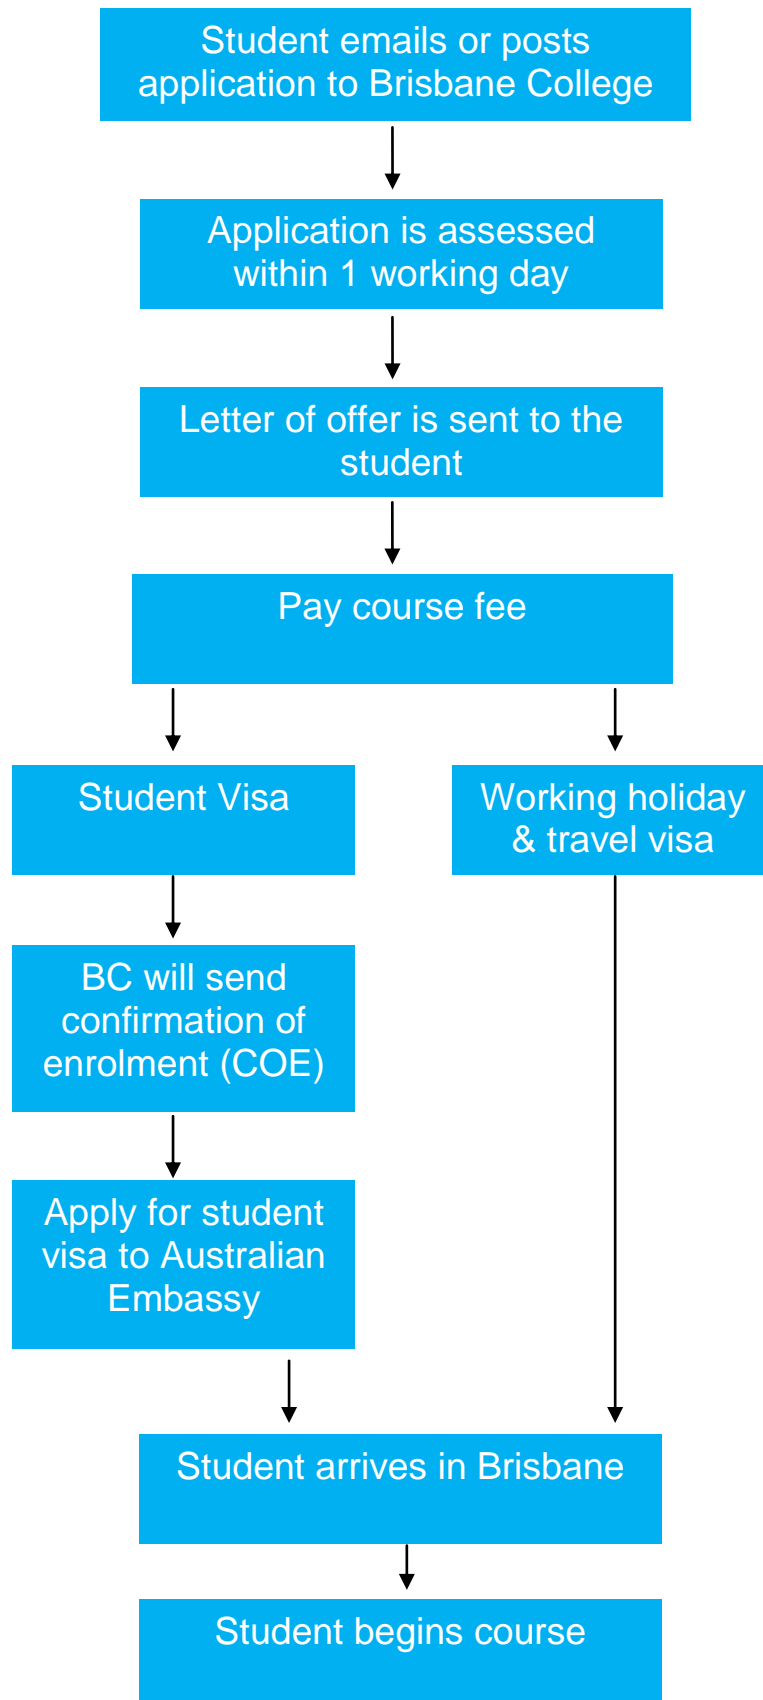 Student emails or posts
application to Brisbane College
Application is assessed
within 1 working day
Letter of offer is sent to the
student
Pay course fee
Student Visa
Working holiday
& travel visa
BC will send
confirmation of
enrolment (COE)
Apply for student
visa to Australian
Embassy
Student arrives in Brisbane
Student begins course